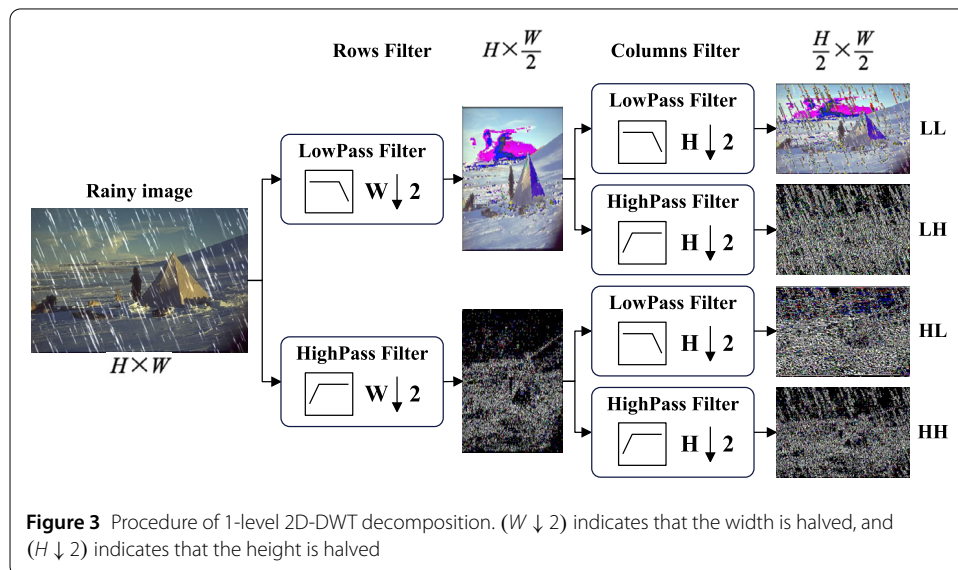 Rows Filter
H × W/2
Columns Filter
H/2 × W/2
LowPass Filter
H ↓ 2
LL
LowPass Filter
W ↓ 2
Rainy image
HighPass Filter
H ↓ 2
LH
H × W
LowPass Filter
H ↓ 2
HL
HighPass Filter
W ↓ 2
HighPass Filter
H ↓ 2
HH
Figure 3 Procedure of 1-level 2D-DWT decomposition. (W ↓ 2) indicates that the width is halved, and
(H ↓ 2) indicates that the height is halved